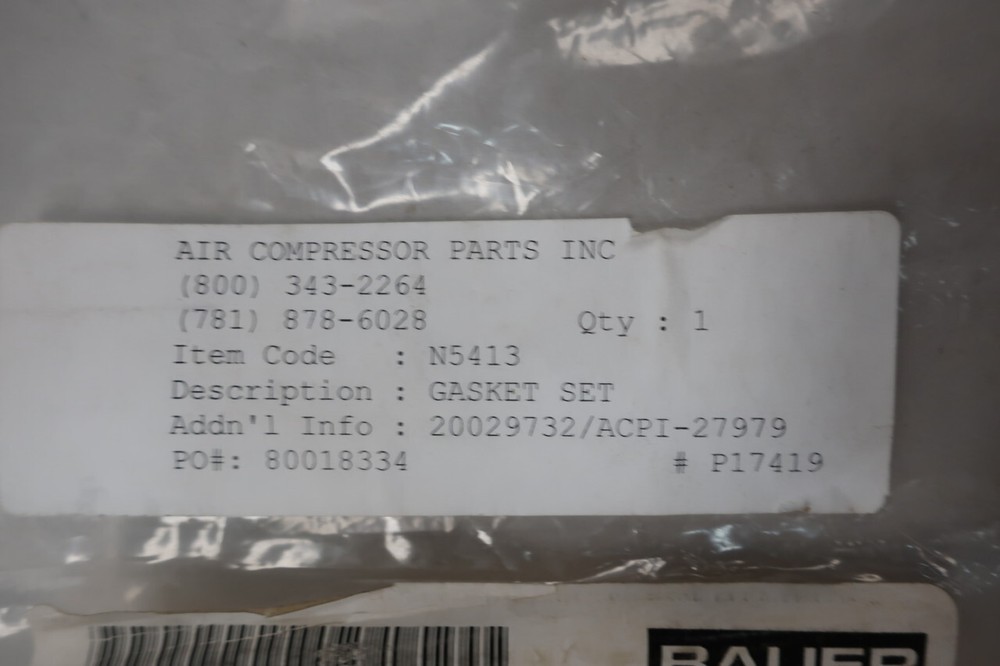 AIR COMPRESSOR PARTS INC
(800) 343-2264
(781) 878-6028 Qty : 1
Item Code : N5413
Description : GASKET SET
Addn'l Info : 20029732/ACPI-27979
PO#: 80018334 # P17419
BAUER